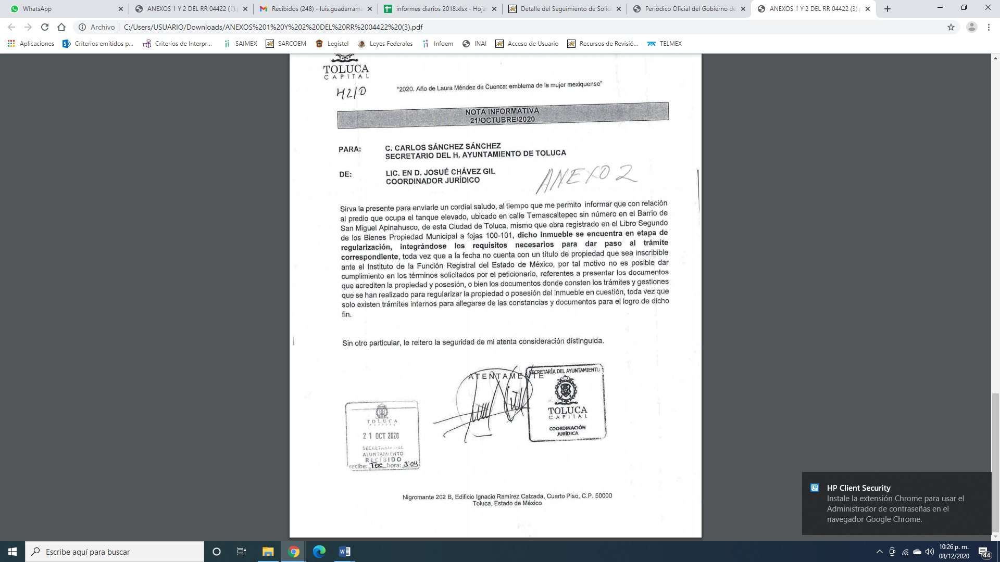 WhatsApp
ANEXOS 1 Y 2 DEL RR 04422 (1).p
Recibidos (248) - luis.guadarrama
informes diarios 2018.xlsx - Hoja
Detalle del Seguimiento de Solici
Periódico Oficial del Gobierno de
ANEXOS 1 Y 2 DEL RR 04422 (3).p
Archivo
C:/Users/USUARIO/Downloads/ANEXOS%201%20Y%202%20DEL%20RR%2004422%20(3).pdf
Aplicaciones
Criterios emitidos p...
Criterios de Interpr...
SAIMEX
SARCOEM
Legistel
Leyes Federales
Infoem
INAI
Acceso de Usuario
Recursos de Revisió...
TELMEX
TOLUCA
CAPITAL
4210
"2020. Año de Laura Méndez de Cuenca; emblema de la mujer mexiquense"
NOTA INFORMATIVA
21/OCTUBRE/2020
PARA: C. CARLOS SÁNCHEZ SÁNCHEZ
SECRETARIO DEL H. AYUNTAMIENTO DE TOLUCA
DE: LIC. EN D. JOSUÉ CHÁVEZ GIL
COORDINADOR JURÍDICO
ANEXO 2
Sirva la presente para enviarle un cordial saludo, al tiempo que me permito informar que con relación
al predio que ocupa el tanque elevado, ubicado en calle Temascaltepec sin número en el Barrio de
San Miguel Apinahusco, de esta Ciudad de Toluca, mismo que obra registrado en el Libro Segundo
de los Bienes Propiedad Municipal a fojas 100-101, dicho inmueble se encuentra en etapa de
regularización, integrándose los requisitos necesarios para dar paso al trámite
correspondiente, toda vez que a la fecha no cuenta con un título de propiedad que sea inscribible
ante el Instituto de la Función Registral del Estado de México, por tal motivo no es posible dar
cumplimiento en los términos solicitados por el peticionario, referentes a presentar los documentos
que acrediten la propiedad y posesión, o bien los documentos donde consten los trámites y gestiones
que se han realizado para regularizar la propiedad o posesión del inmueble en cuestión, toda vez que
solo existen trámites internos para allegarse de las constancias y documentos para el logro de dicho
fin.
Sin otro particular, le reitero la seguridad de mi atenta consideración distinguida.
ATENTAMENTE
SECRETARÍA DEL AYUNTAMIENTO
TOLUCA
CAPITAL
COORDINACIÓN
JURÍDICA
TOLUCA
CAPITAL
21 OCT 2020
SECRETARIA DEL
AYUNTAMIENTO
RECIBIDO
recibe: Tere hora: 3:04
Nigromante 202 B, Edificio Ignacio Ramírez Calzada, Cuarto Piso, C.P. 50000
Toluca, Estado de México
HP Client Security
Instale la extensión Chrome para usar el
Administrador de contraseñas en el
navegador Google Chrome.
Escribe aquí para buscar
10:26 p. m.
08/12/2020
44